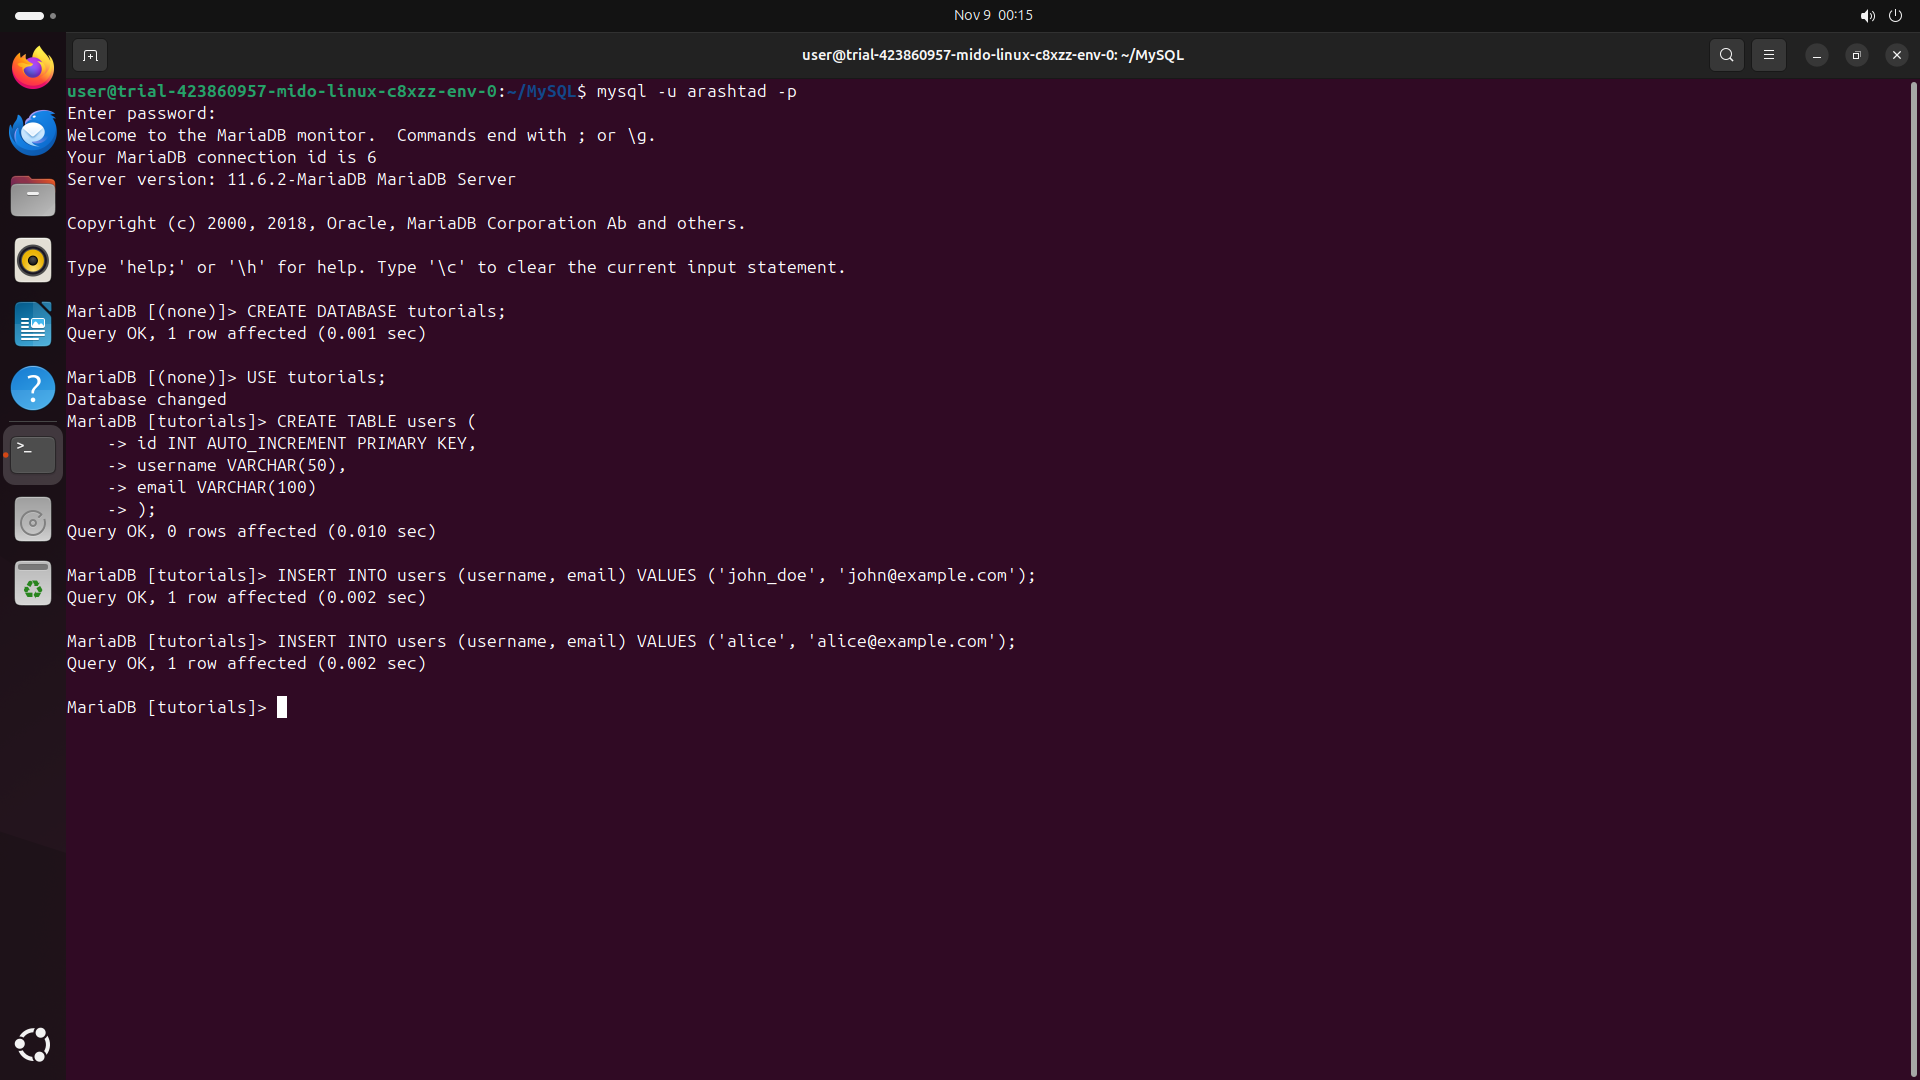 Nov 9 00:15
user@trial-423860957-mido-linux-c8xzz-env-0: ~/MySQL
user@trial-423860957-mido-linux-c8xzz-env-0:~/MySQL$ mysql -u arashtad -p
Enter password:
Welcome to the MariaDB monitor.  Commands end with ; or \g.
Your MariaDB connection id is 6
Server version: 11.6.2-MariaDB MariaDB Server
Copyright (c) 2000, 2018, Oracle, MariaDB Corporation Ab and others.
Type 'help;' or '\h' for help. Type '\c' to clear the current input statement.
MariaDB [(none)]> CREATE DATABASE tutorials;
Query OK, 1 row affected (0.001 sec)
MariaDB [(none)]> USE tutorials;
Database changed
MariaDB [tutorials]> CREATE TABLE users (
    -> id INT AUTO_INCREMENT PRIMARY KEY,
    -> username VARCHAR(50),
    -> email VARCHAR(100)
    -> );
Query OK, 0 rows affected (0.010 sec)
MariaDB [tutorials]> INSERT INTO users (username, email) VALUES ('john_doe', 'john@example.com');
Query OK, 1 row affected (0.002 sec)
MariaDB [tutorials]> INSERT INTO users (username, email) VALUES ('alice', 'alice@example.com');
Query OK, 1 row affected (0.002 sec)
MariaDB [tutorials]>